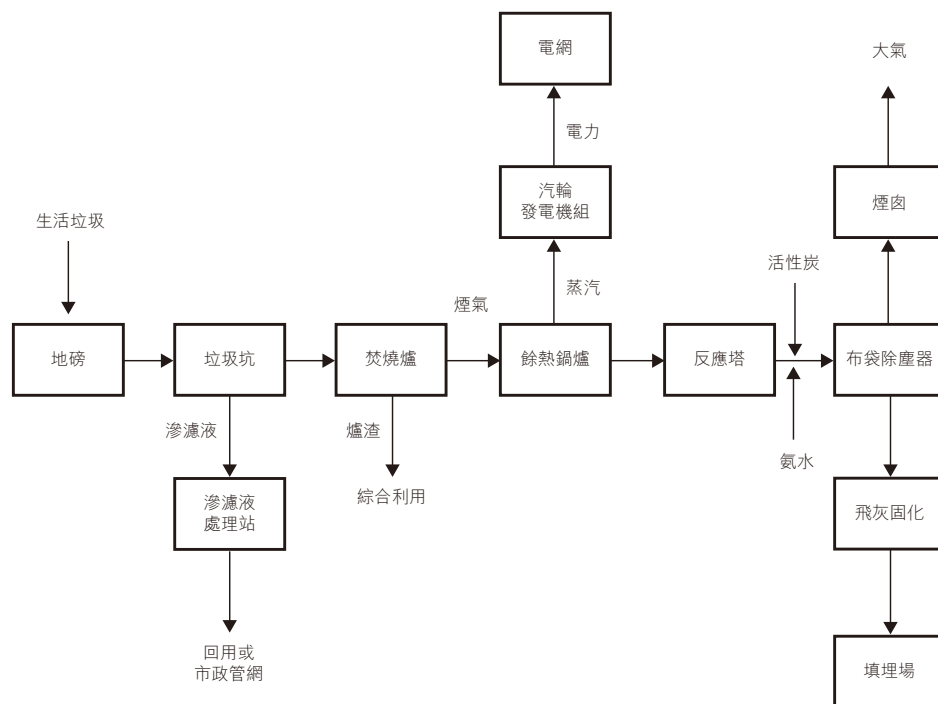 電網
大氣
電力
汽輪
發電機組
煙囱
生活垃圾
活性炭
蒸汽
煙氣
地磅
垃圾坑
焚燒爐
餘熱鍋爐
反應塔
布袋除塵器
滲濾液
爐渣
氨水
綜合利用
滲濾液
處理站
飛灰固化
回用或
市政管網
填埋場